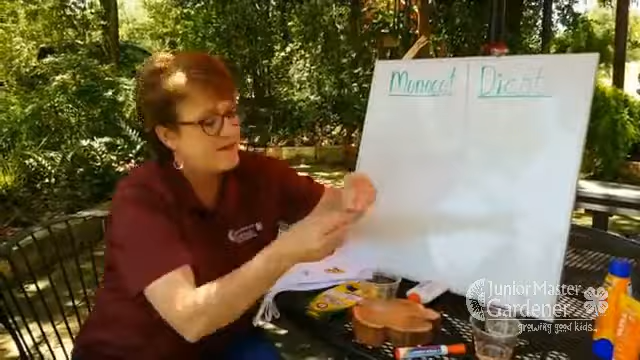 Monocot
Dicot
Junior Master
Gardener
growing good kids